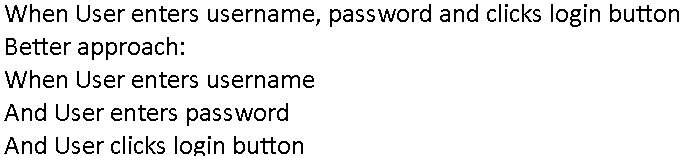 When User enters username, password and clicks login button
Better approach:
When User enters username
And User enters password
And User clicks login button